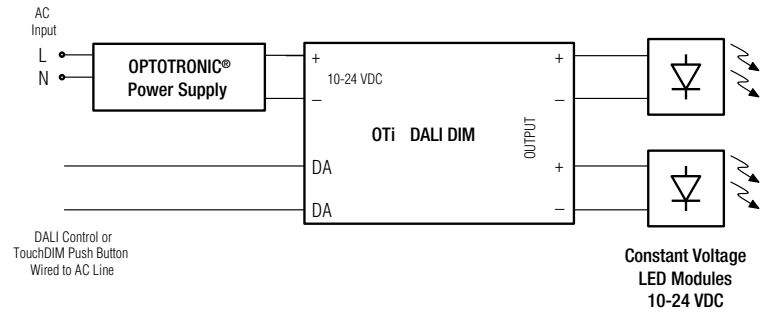 AC
Input
L
N
OPTOTRONIC®
Power Supply
+
10-24 VDC
–
OTi DALI DIM
DA
DA
OUTPUT
+
–
+
–
DALI Control or
TouchDIM Push Button
Wired to AC Line
Constant Voltage
LED Modules
10-24 VDC